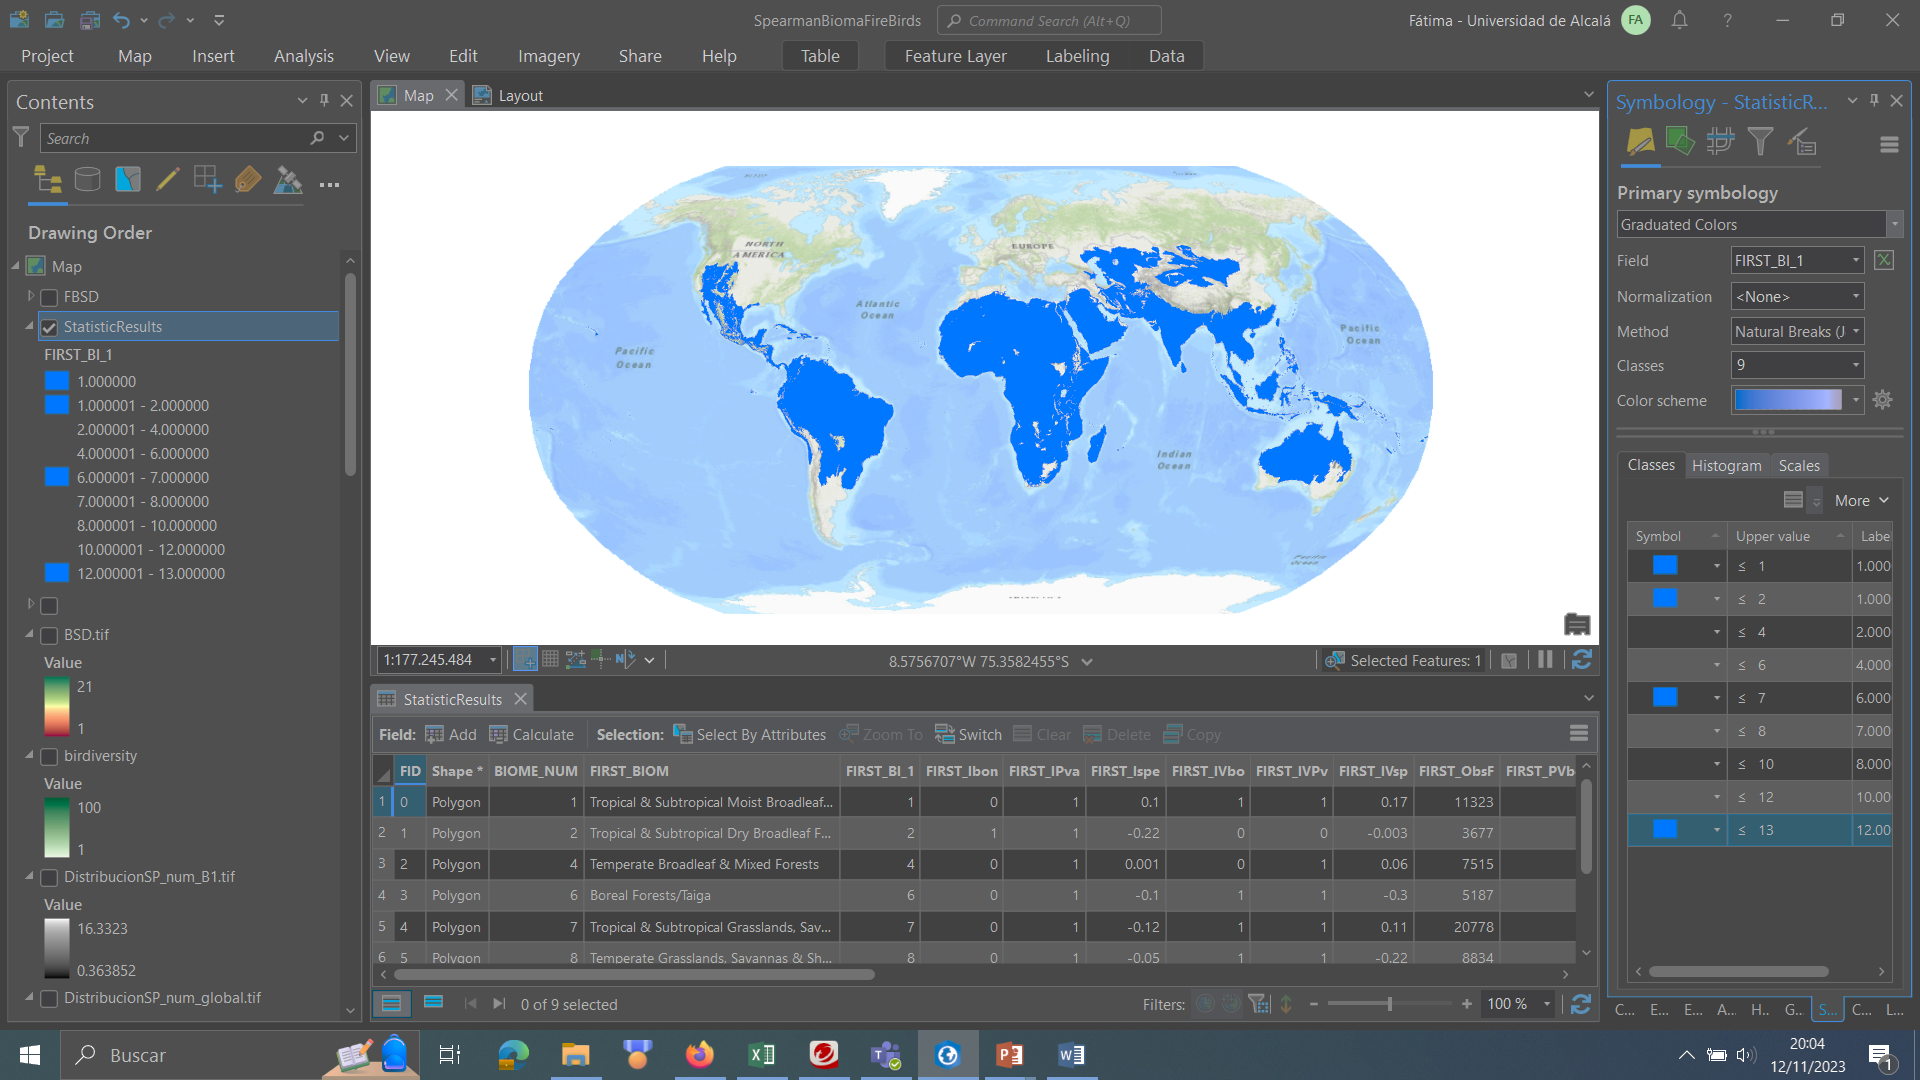 SpearmanBiomaFireBirds
Command Search (Alt+Q)
Fátima - Universidad de Alcalá
FA
Project Map Insert Analysis View Edit Imagery Share Help Table Feature Layer Labeling Data
Contents
Search
Drawing Order
Map
FBSD
StatisticResults
FIRST_BI_1
1.000000
1.000001 - 2.000000
2.000001 - 4.000000
4.000001 - 6.000000
6.000001 - 7.000000
7.000001 - 8.000000
8.000001 - 10.000000
10.000001 - 12.000000
12.000001 - 13.000000
BSD.tif
Value
21
1
birdiversity
Value
100
1
DistribucionSP_num_B1.tif
Value
16.3323
0.363852
DistribucionSP_num_global.tif
Map Layout
NORTH AMERICA
EUROPE
Atlantic Ocean
Pacific Ocean
Pacific Ocean
Indian Ocean
1:177.245.484
8.5756707°W 75.3582455°S
Selected Features: 1
StatisticResults
Field: Add Calculate Selection: Select By Attributes Zoom To Switch Clear Delete Copy
FID Shape * BIOME_NUM FIRST_BIOM FIRST_BI_1 FIRST_Ibon FIRST_IPva FIRST_Ispe FIRST_IVbo FIRST_IVPv FIRST_IVsp FIRST_ObsF FIRST_PVb
1 0 Polygon 1 Tropical & Subtropical Moist Broadleaf... 1 0 1 0.1 1 1 0.17 11323
2 1 Polygon 2 Tropical & Subtropical Dry Broadleaf F... 2 1 1 -0.22 0 0 -0.003 3677
3 2 Polygon 4 Temperate Broadleaf & Mixed Forests 4 0 1 0.001 0 1 0.06 7515
4 3 Polygon 6 Boreal Forests/Taiga 6 0 1 -0.1 1 1 -0.3 5187
5 4 Polygon 7 Tropical & Subtropical Grasslands, Sav... 7 0 1 -0.12 1 1 0.11 20778
6 5 Polygon 8 Temperate Grasslands, Savannas & Sh... 8 0 1 -0.05 1 1 -0.22 8834
0 of 9 selected
Filters:
100 %
Symbology - StatisticR...
Primary symbology
Graduated Colors
Field FIRST_BI_1
Normalization <None>
Method Natural Breaks (J
Classes 9
Color scheme
Classes Histogram Scales
More
Symbol Upper value Labe
≤ 1 1.000
≤ 2 1.000
≤ 4 2.000
≤ 6 4.000
≤ 7 6.000
≤ 8 7.000
≤ 10 8.000
≤ 12 10.00
≤ 13 12.00
C... E... E... A... H... G... S... C... L...
Buscar
20:04
12/11/2023
1